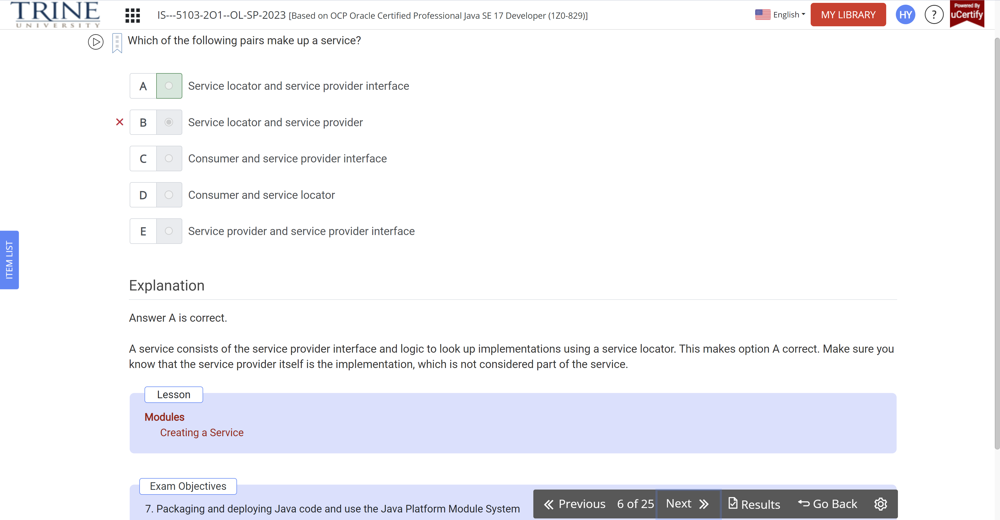 TRINE
UNIVERSITY
IS---5103-2O1--OL-SP-2023 [Based on OCP Oracle Certified Professional Java SE 17 Developer (1Z0-829)]
English
MY LIBRARY
HY
?
Powered By
uCertify
Which of the following pairs make up a service?
A Service locator and service provider interface
B Service locator and service provider
C Consumer and service provider interface
D Consumer and service locator
E Service provider and service provider interface
ITEM LIST
Explanation
Answer A is correct.
A service consists of the service provider interface and logic to look up implementations using a service locator. This makes option A correct. Make sure you
know that the service provider itself is the implementation, which is not considered part of the service.
Lesson
Modules
Creating a Service
Exam Objectives
7. Packaging and deploying Java code and use the Java Platform Module System
Previous 6 of 25 Next Results Go Back